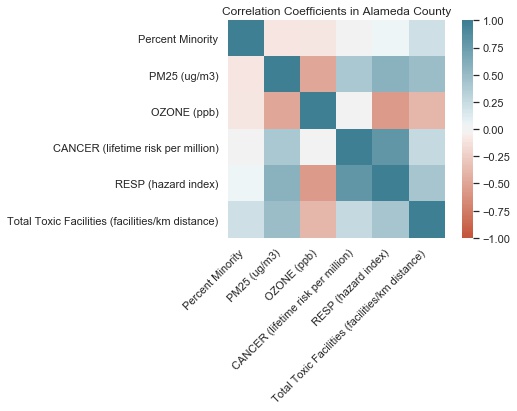 Correlation Coefficients in Alameda County
Percent Minority
PM25 (ug/m3)
OZONE (ppb)
CANCER (lifetime risk per million)
RESP (hazard index)
Total Toxic Facilities (facilities/km distance)
1.00
0.75
0.50
0.25
0.00
−0.25
−0.50
−0.75
−1.00
Percent Minority
PM25 (ug/m3)
OZONE (ppb)
CANCER (lifetime risk per million)
RESP (hazard index)
Total Toxic Facilities (facilities/km distance)